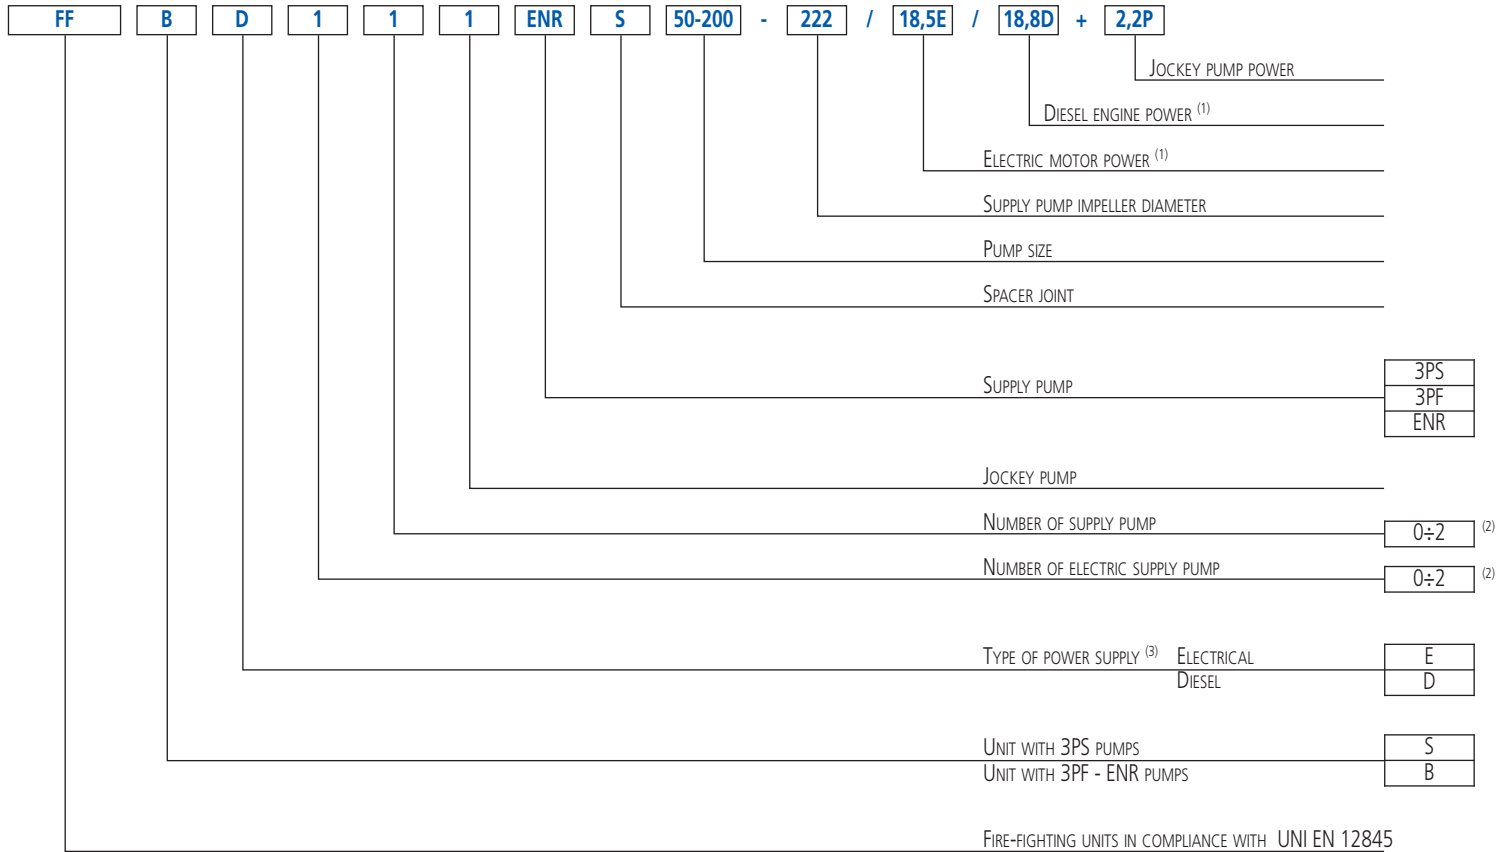 FF B D 1 1 1 ENR S 50-200 - 222 / 18,5E / 18,8D + 2,2P
Jockey pump power
Diesel engine power (1)
Electric motor power (1)
Supply pump impeller diameter
Pump size
Spacer joint
3PS
Supply pump
3PF
ENR
Jockey pump
Number of supply pump 0÷2 (2)
Number of electric supply pump 0÷2 (2)
Type of power supply (3) Electrical E
Diesel D
Unit with 3PS pumps S
Unit with 3PF - ENR pumps B
Fire-fighting units in compliance with UNI EN 12845